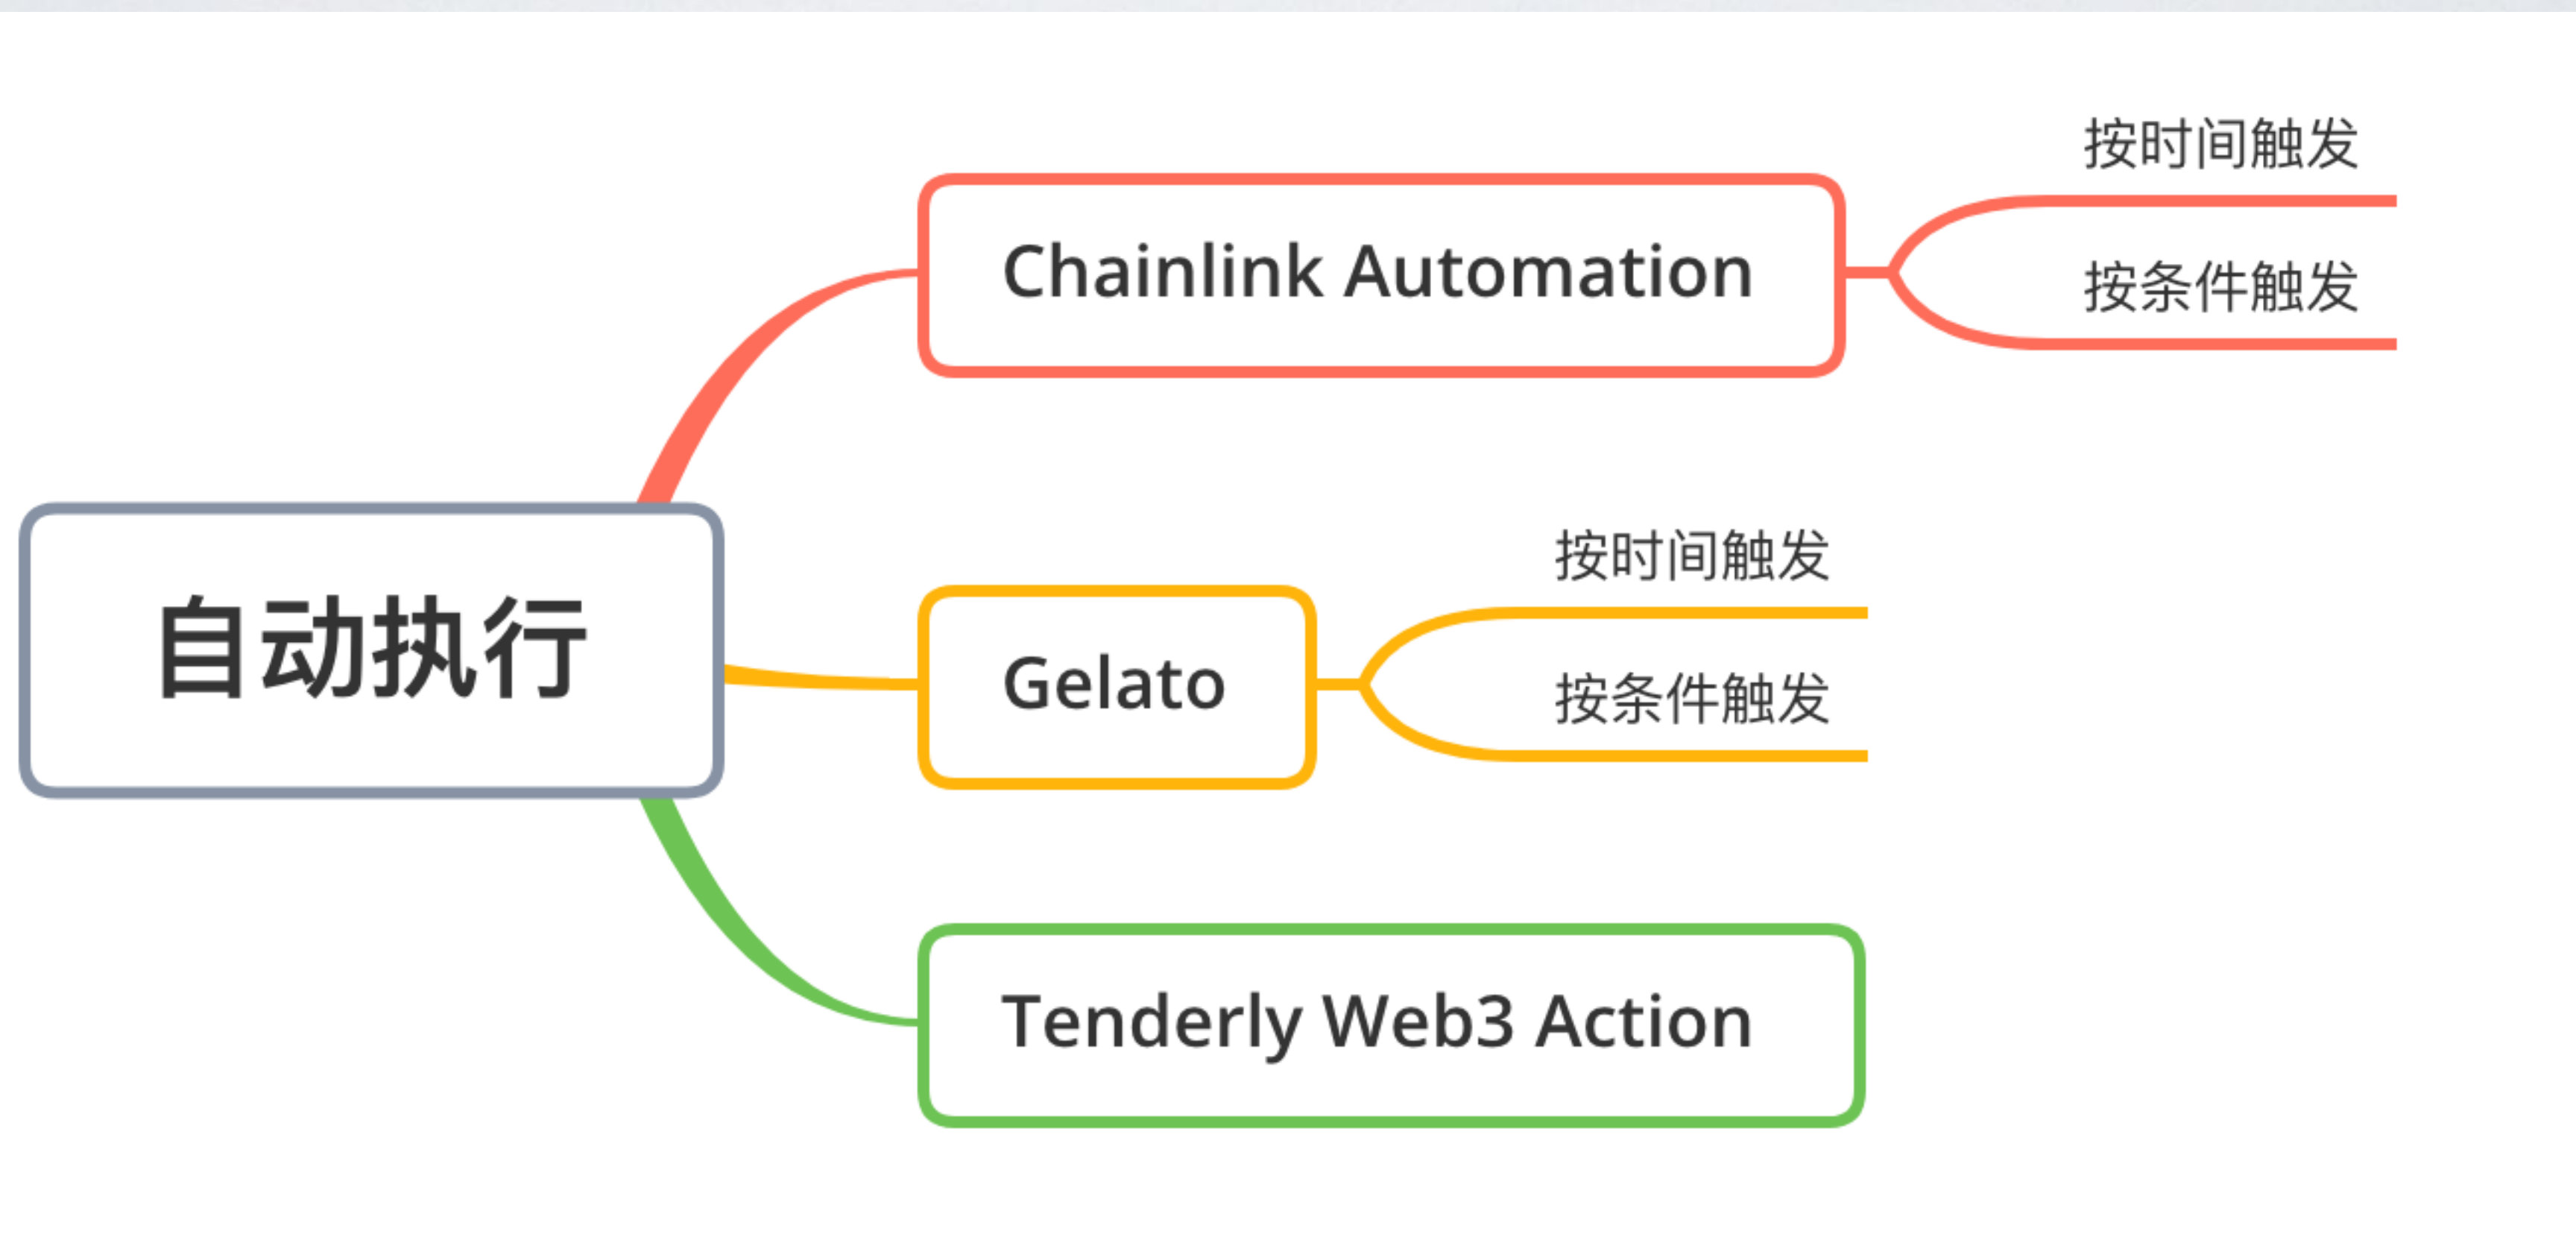 自动执行
Chainlink Automation
按时间触发
按条件触发
Gelato
按时间触发
按条件触发
Tenderly Web3 Action